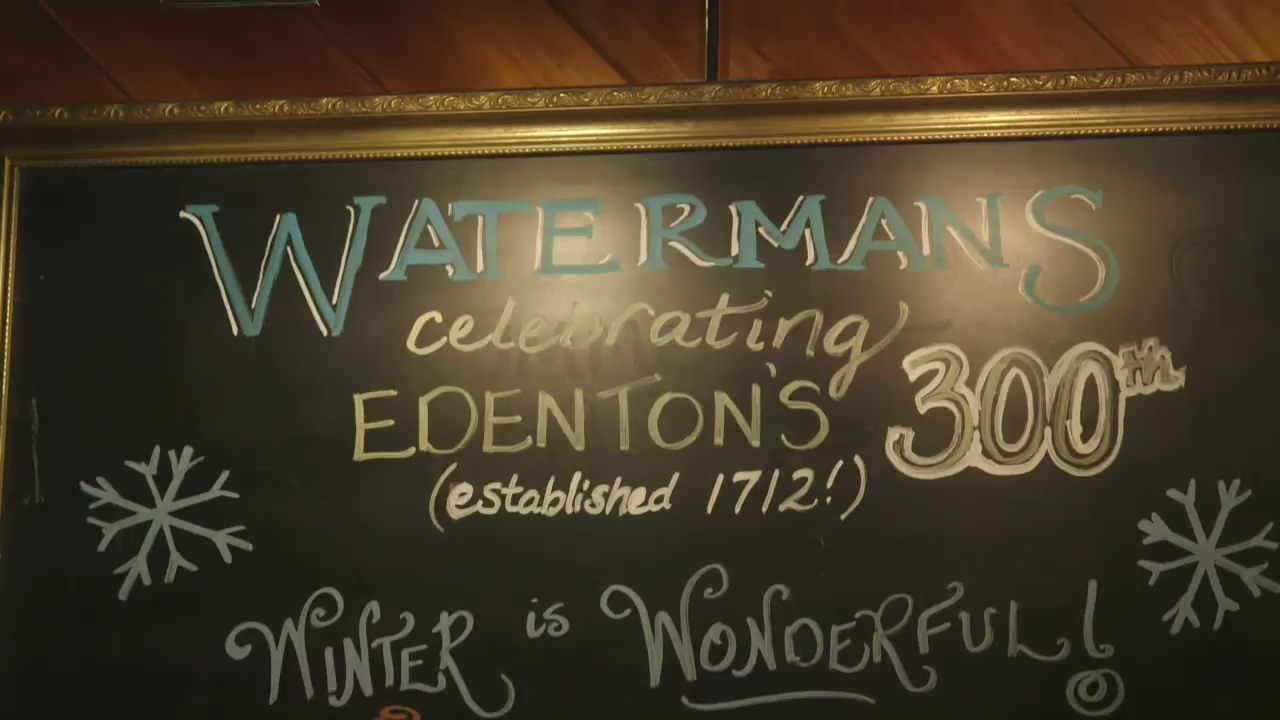 WATERMANS
celebrating
EDENTON'S 300th
(established 1712!)
WINTER is WONDERFUL!